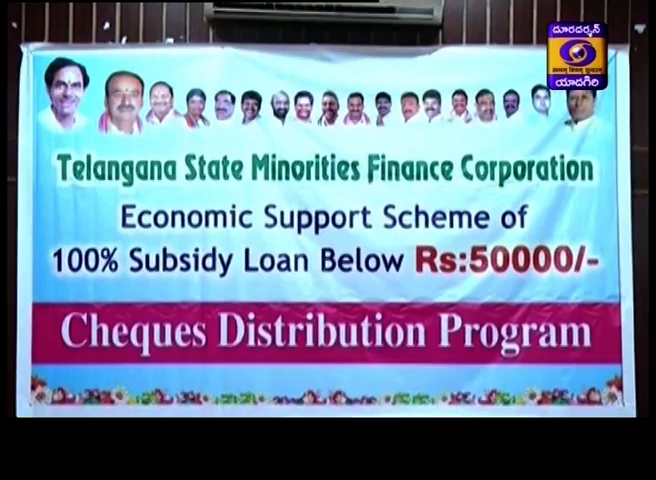 దూరదర్శన్
యాదగిరి
Telangana State Minorities Finance Corporation
Economic Support Scheme of
100% Subsidy Loan Below Rs:50000/-
Cheques Distribution Program